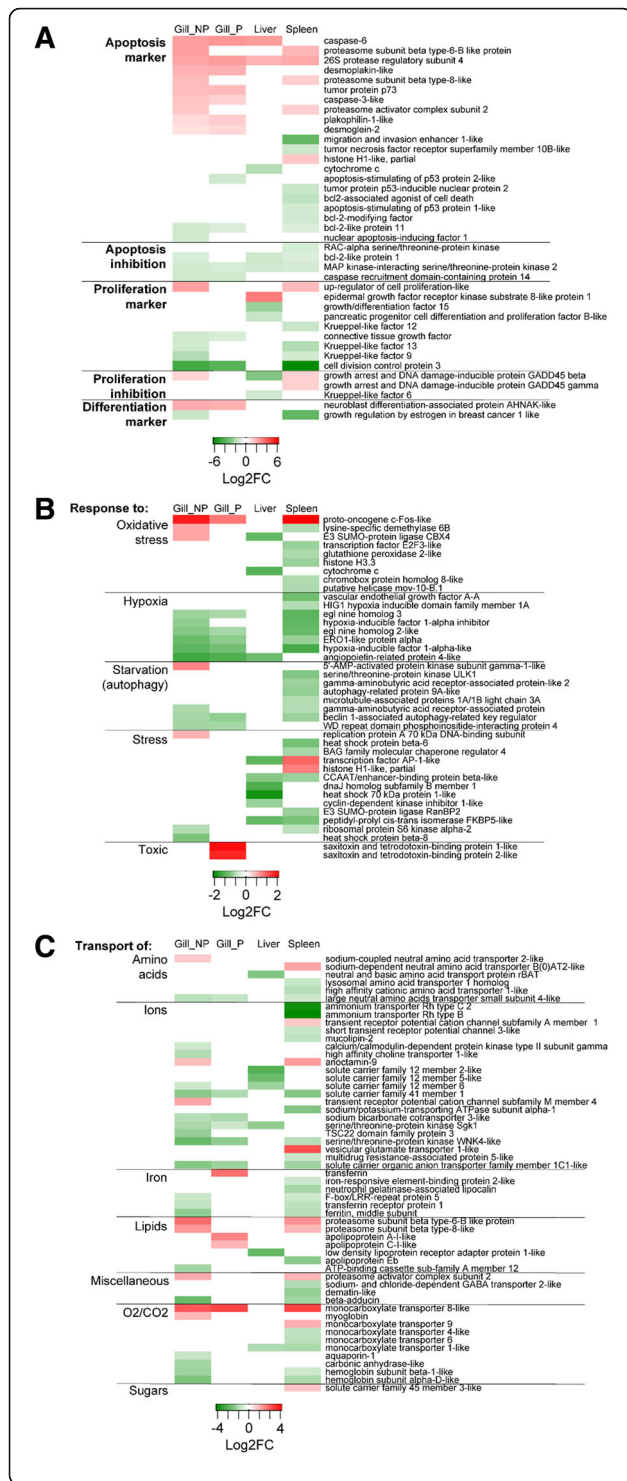 A
Gill_NP Gill_P Liver Spleen
Apoptosis marker
caspase-6
proteasome subunit beta type-6-B like protein
26S protease regulatory subunit 4
desmoplakin-like
proteasome subunit beta type-8-like
tumor protein p73
caspase-3-like
proteasome activator complex subunit 2
plakophilin-1-like
desmoglein-2
migration and invasion enhancer 1-like
tumor necrosis factor receptor superfamily member 10B-like
histone H1-like, partial
cytochrome c
apoptosis-stimulating of p53 protein 2-like
tumor protein p53-inducible nuclear protein 2
bcl2-associated agonist of cell death
apoptosis-stimulating of p53 protein 1-like
bcl-2-modifying factor
bcl-2-like protein 11
nuclear apoptosis-inducing factor 1
Apoptosis inhibition
RAC-alpha serine/threonine-protein kinase
bcl-2-like protein 1
MAP kinase-interacting serine/threonine-protein kinase 2
caspase recruitment domain-containing protein 14
Proliferation marker
up-regulator of cell proliferation-like
epidermal growth factor receptor kinase substrate 8-like protein 1
growth/differentiation factor 15
pancreatic progenitor cell differentiation and proliferation factor B-like
Krueppel-like factor 12
connective tissue growth factor
Krueppel-like factor 13
Krueppel-like factor 9
cell division control protein 3
Proliferation inhibition
growth arrest and DNA damage-inducible protein GADD45 beta
growth arrest and DNA damage-inducible protein GADD45 gamma
Krueppel-like factor 6
Differentiation marker
neuroblast differentiation-associated protein AHNAK-like
growth regulation by estrogen in breast cancer 1 like
-6 0 6
Log2FC
B
Response to: Gill_NP Gill_P Liver Spleen
Oxidative stress
proto-oncogene c-Fos-like
lysine-specific demethylase 6B
E3 SUMO-protein ligase CBX4
transcription factor E2F3-like
glutathione peroxidase 2-like
histone H3.3
cytochrome c
chromobox protein homolog 8-like
putative helicase mov-10-B.1
Hypoxia
vascular endothelial growth factor A-A
HIG1 hypoxia inducible domain family member 1A
egl nine homolog 3
hypoxia-inducible factor 1-alpha inhibitor
egl nine homolog 2-like
ERO1-like protein alpha
hypoxia-inducible factor 1-alpha-like
angiopoietin-related protein 4-like
Starvation (autophagy)
5'-AMP-activated protein kinase subunit gamma-1-like
serine/threonine-protein kinase ULK1
gamma-aminobutyric acid receptor-associated protein-like 2
autophagy-related protein 9A-like
microtubule-associated proteins 1A/1B light chain 3A
gamma-aminobutyric acid receptor-associated protein
beclin 1-associated autophagy-related key regulator
WD repeat domain phosphoinositide-interacting protein 4
Stress
replication protein A 70 kDa DNA-binding subunit
heat shock protein beta-6
BAG family molecular chaperone regulator 4
transcription factor AP-1-like
histone H1-like, partial
CCAAT/enhancer-binding protein beta-like
dnaJ homolog subfamily B member 1
heat shock 70 kDa protein 1-like
cyclin-dependent kinase inhibitor 1-like
E3 SUMO-protein ligase RanBP2
peptidyl-prolyl cis-trans isomerase FKBP5-like
ribosomal protein S6 kinase alpha-2
heat shock protein beta-8
Toxic
saxitoxin and tetrodotoxin-binding protein 1-like
saxitoxin and tetrodotoxin-binding protein 2-like
-2 0 2
Log2FC
C
Transport of: Gill_NP Gill_P Liver Spleen
Amino acids
sodium-coupled neutral amino acid transporter 2-like
sodium-dependent neutral amino acid transporter B(0)AT2-like
neutral and basic amino acid transport protein rBAT
lysosomal amino acid transporter 1 homolog
high affinity cationic amino acid transporter 1-like
large neutral amino acids transporter small subunit 4-like
Ions
ammonium transporter Rh type C 2
ammonium transporter Rh type B
transient receptor potential cation channel subfamily A member 1
short transient receptor potential channel 3-like
mucolipin-2
calcium/calmodulin-dependent protein kinase type II subunit gamma
high affinity choline transporter 1-like
anoctamin-9
solute carrier family 12 member 2-like
solute carrier family 12 member 5-like
solute carrier family 12 member 6
solute carrier family 41 member 1
transient receptor potential cation channel subfamily M member 4
sodium/potassium-transporting ATPase subunit alpha-1
sodium bicarbonate cotransporter 3-like
serine/threonine-protein kinase Sgk1
TSC22 domain family protein 3
serine/threonine-protein kinase WNK4-like
vesicular glutamate transporter 1-like
multidrug resistance-associated protein 5-like
solute carrier organic anion transporter family member 1C1-like
Iron
transferrin
iron-responsive element-binding protein 2-like
neutrophil gelatinase-associated lipocalin
F-box/LRR-repeat protein 5
transferrin receptor protein 1
ferritin, middle subunit
Lipids
proteasome subunit beta type-6-B like protein
proteasome subunit beta type-8-like
apolipoprotein A-I-like
apolipoprotein C-I-like
low density lipoprotein receptor adapter protein 1-like
apolipoprotein Eb
ATP-binding cassette sub-family A member 12
Miscellaneous
proteasome activator complex subunit 2
sodium- and chloride-dependent GABA transporter 2-like
dematin-like
beta-adducin
O2/CO2
monocarboxylate transporter 8-like
myoglobin
monocarboxylate transporter 9
monocarboxylate transporter 4-like
monocarboxylate transporter 6
monocarboxylate transporter 1-like
aquaporin-1
carbonic anhydrase-like
hemoglobin subunit beta-1-like
hemoglobin subunit alpha-D-like
Sugars
solute carrier family 45 member 3-like
-4 0 4
Log2FC